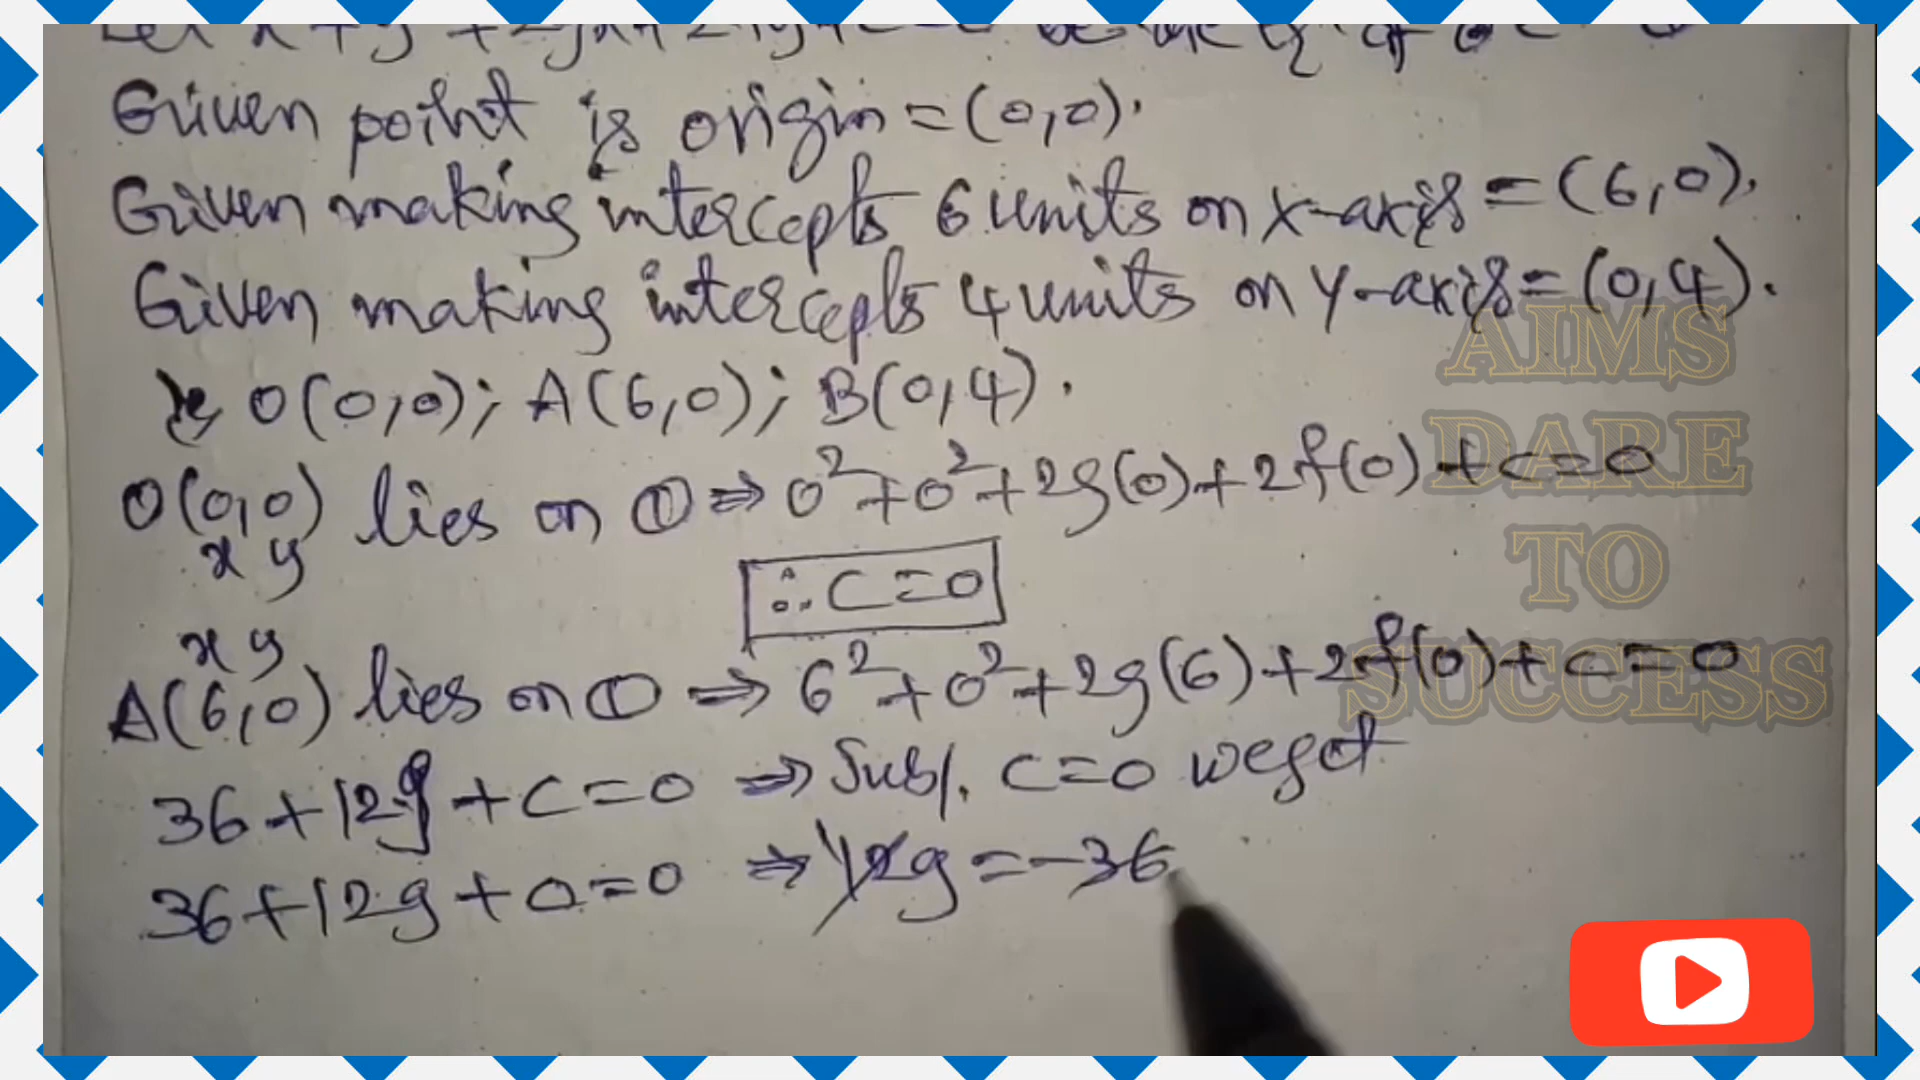 Given point is origin = (0,0).
Given making intercepts 6 units on x-axis = (6,0).
Given making intercepts 4 units on y-axis = (0,4).
ie, O(0,0); A(6,0); B(0,4).
O(0,0) lies on ① ⇒ 0²+0²+2g(0)+2f(0)+c=0
x y
∴ c=0
x y
A(6,0) lies on ① ⇒ 6²+0²+2g(6)+2f(0)+c=0
36+12g+c=0 ⇒ Sub/. c=0 we get
36+12g+0=0 ⇒ 12g=-36
AIMS
DARE
TO
SUCCESS